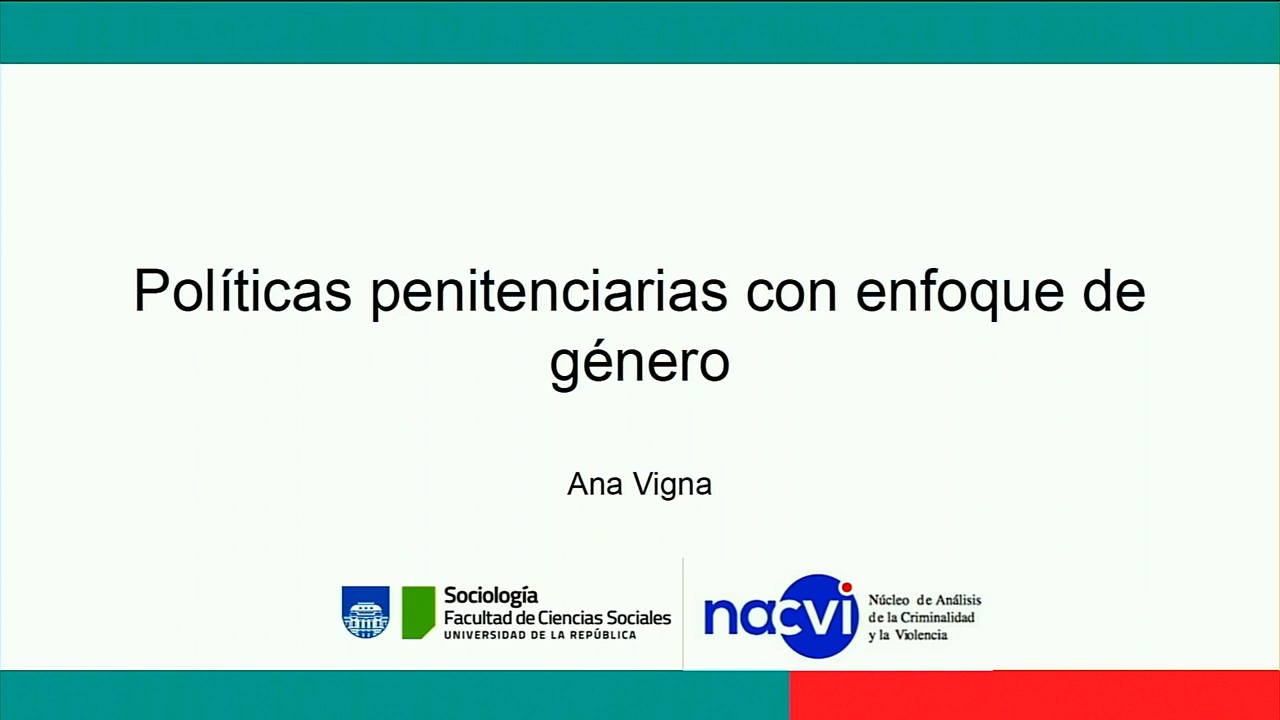 Políticas penitenciarias con enfoque de
género
Ana Vigna
Sociología
Facultad de Ciencias Sociales
UNIVERSIDAD DE LA REPÚBLICA
nacvi
Núcleo de Análisis
de la Criminalidad
y la Violencia